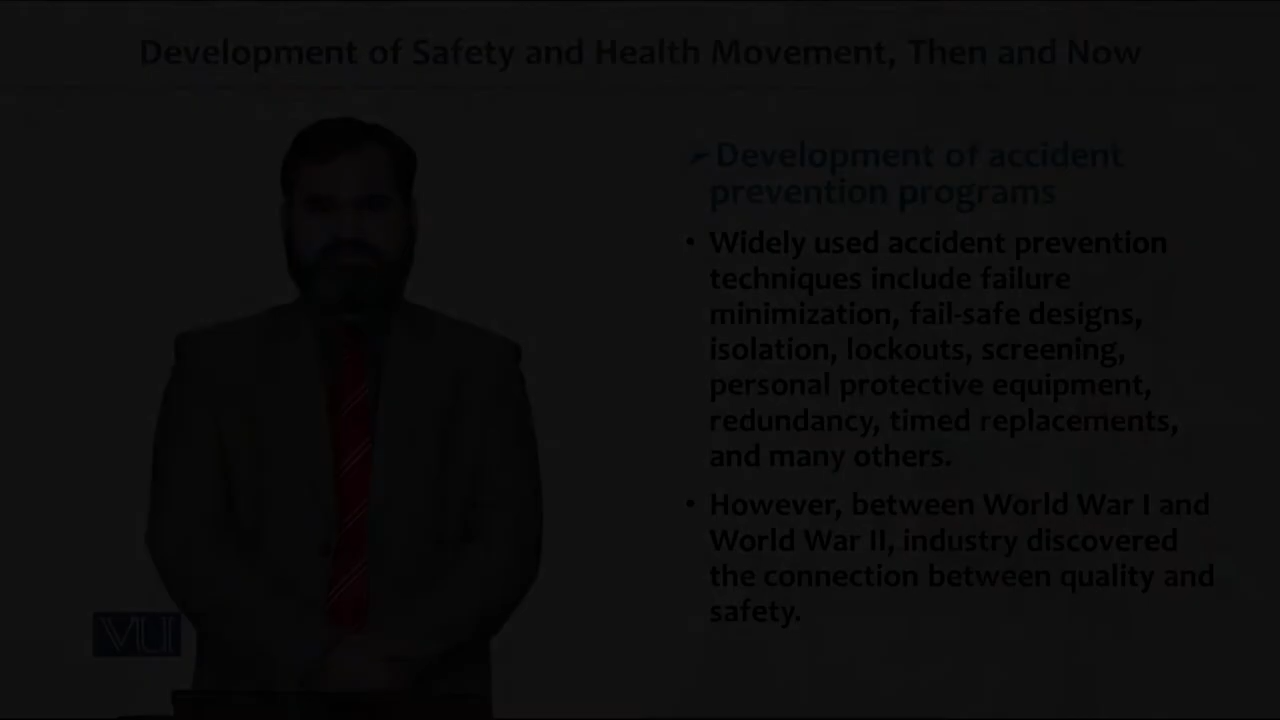 Development of Safety and Health Movement, Then and Now
➢Development of accident
prevention programs
• Widely used accident prevention
techniques include failure
minimization, fail-safe designs,
isolation, lockouts, screening,
personal protective equipment,
redundancy, timed replacements,
and many others.
• However, between World War I and
World War II, industry discovered
the connection between quality and
safety.
VU